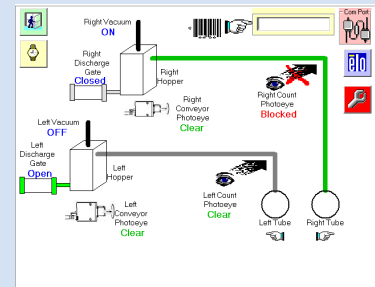 Com Port
Right Vacuum
ON
*
Right
Discharge
Gate
Closed
Right
Hopper
elo
Right Count
Photoeye
Blocked
Right
Conveyor
Photoeye
Clear
Left Vacuum
OFF
Left
Discharge
Gate
Open
Left
Hopper
Left Count
Photoeye
Clear
Left
Conveyor
Photoeye
Clear
Left Tube
Right Tube